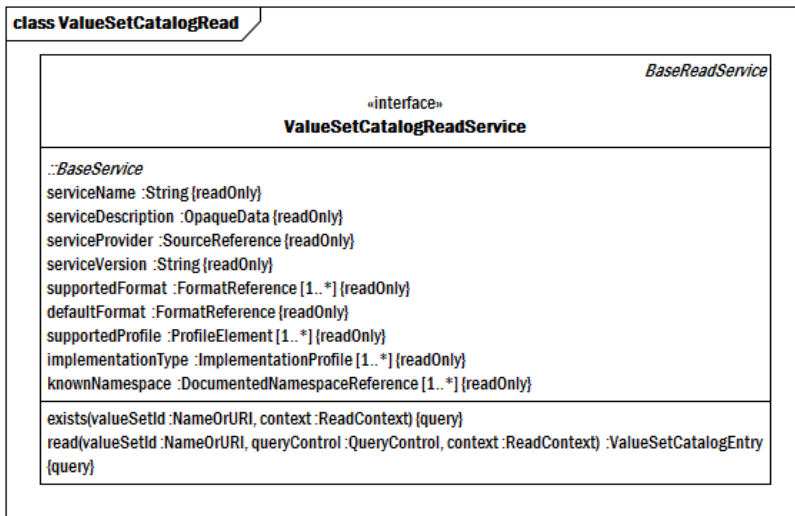 class ValueSetCatalogRead
BaseReadService
«interface»
ValueSetCatalogReadService
::BaseService
serviceName :String {readOnly}
serviceDescription :OpaqueData {readOnly}
serviceProvider :SourceReference {readOnly}
serviceVersion :String {readOnly}
supportedFormat :FormatReference [1..*] {readOnly}
defaultFormat :FormatReference {readOnly}
supportedProfile :ProfileElement [1..*] {readOnly}
implementationType :ImplementationProfile [1..*] {readOnly}
knownNamespace :DocumentedNamespaceReference [1..*] {readOnly}
exists(valueSetId :NameOrURI, context :ReadContext) {query}
read(valueSetId :NameOrURI, queryControl :QueryControl, context :ReadContext) :ValueSetCatalogEntry
{query}